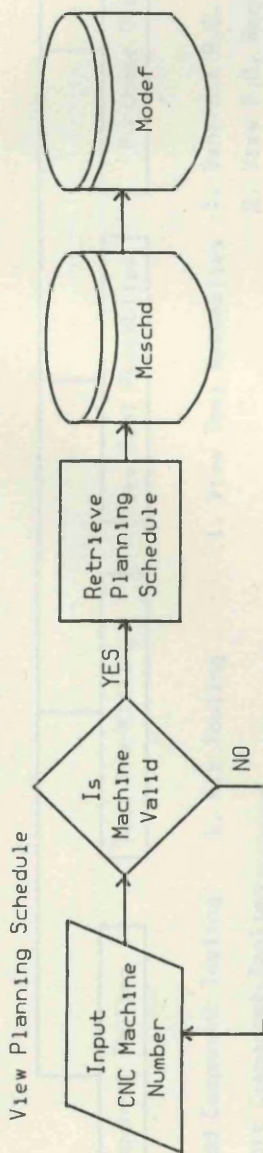 View Planning Schedule
Input
CNC Machine
Number
Is
Machine
Valid
YES
NO
Retrieve
Planning
Schedule
Mcschd
Modef